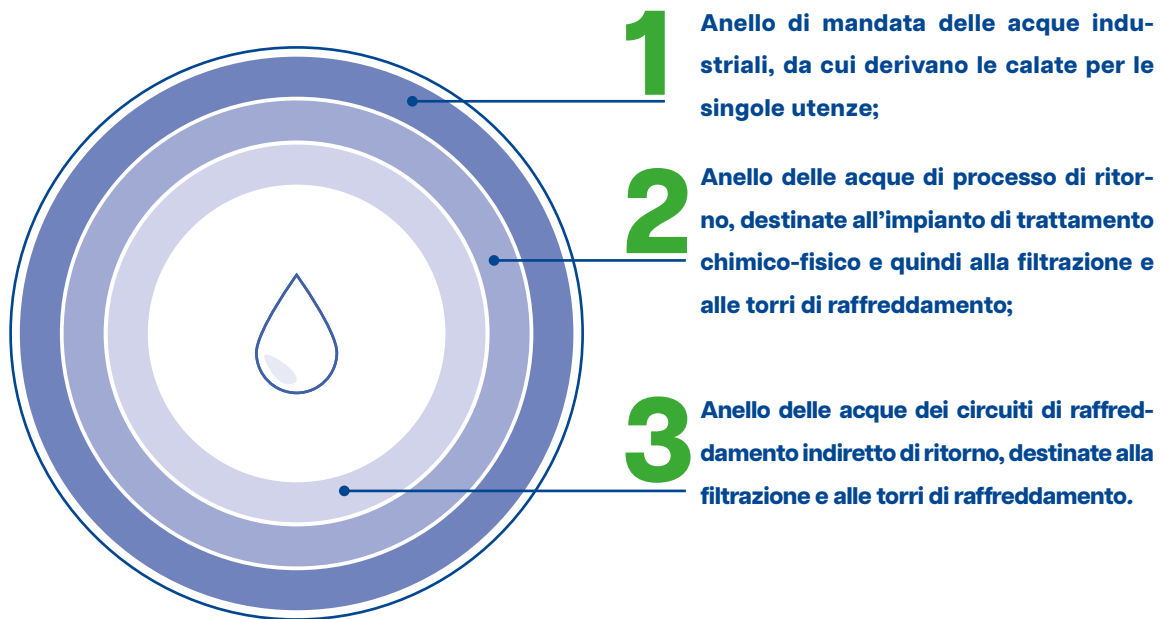 1
Anello di mandata delle acque indu-
striali, da cui derivano le calate per le
singole utenze;
2
Anello delle acque di processo di ritor-
no, destinate all’impianto di trattamento
chimico-fisico e quindi alla filtrazione e
alle torri di raffreddamento;
3
Anello delle acque dei circuiti di raffred-
damento indiretto di ritorno, destinate alla
filtrazione e alle torri di raffreddamento.